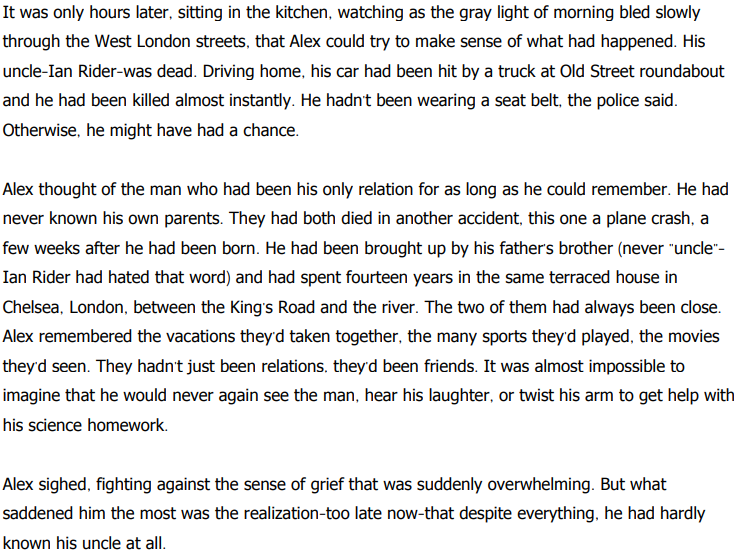 It was only hours later, sitting in the kitchen, watching as the gray light of morning bled slowly
through the West London streets, that Alex could try to make sense of what had happened. His
uncle-Ian Rider-was dead. Driving home, his car had been hit by a truck at Old Street roundabout
and he had been killed almost instantly. He hadn't been wearing a seat belt, the police said.
Otherwise, he might have had a chance.

Alex thought of the man who had been his only relation for as long as he could remember. He had
never known his own parents. They had both died in another accident, this one a plane crash, a
few weeks after he had been born. He had been brought up by his father's brother (never "uncle"-
Ian Rider had hated that word) and had spent fourteen years in the same terraced house in
Chelsea, London, between the King's Road and the river. The two of them had always been close.
Alex remembered the vacations they'd taken together, the many sports they'd played, the movies
they'd seen. They hadn't just been relations. they'd been friends. It was almost impossible to
imagine that he would never again see the man, hear his laughter, or twist his arm to get help with
his science homework.

Alex sighed, fighting against the sense of grief that was suddenly overwhelming. But what
saddened him the most was the realization-too late now-that despite everything, he had hardly
known his uncle at all.